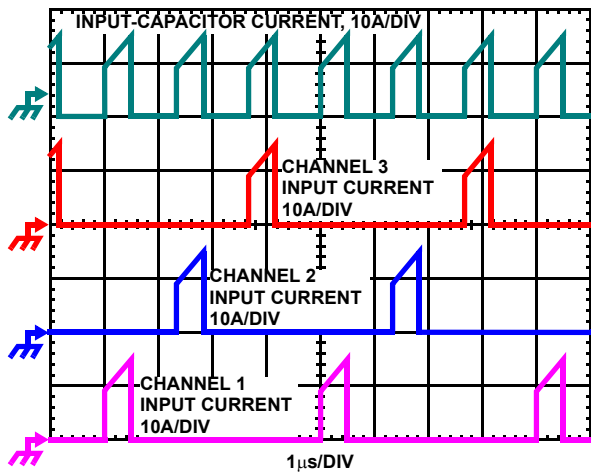 INPUT-CAPACITOR CURRENT, 10A/DIV
CHANNEL 3
INPUT CURRENT
10A/DIV
CHANNEL 2
INPUT CURRENT
10A/DIV
CHANNEL 1
INPUT CURRENT
10A/DIV
1μs/DIV